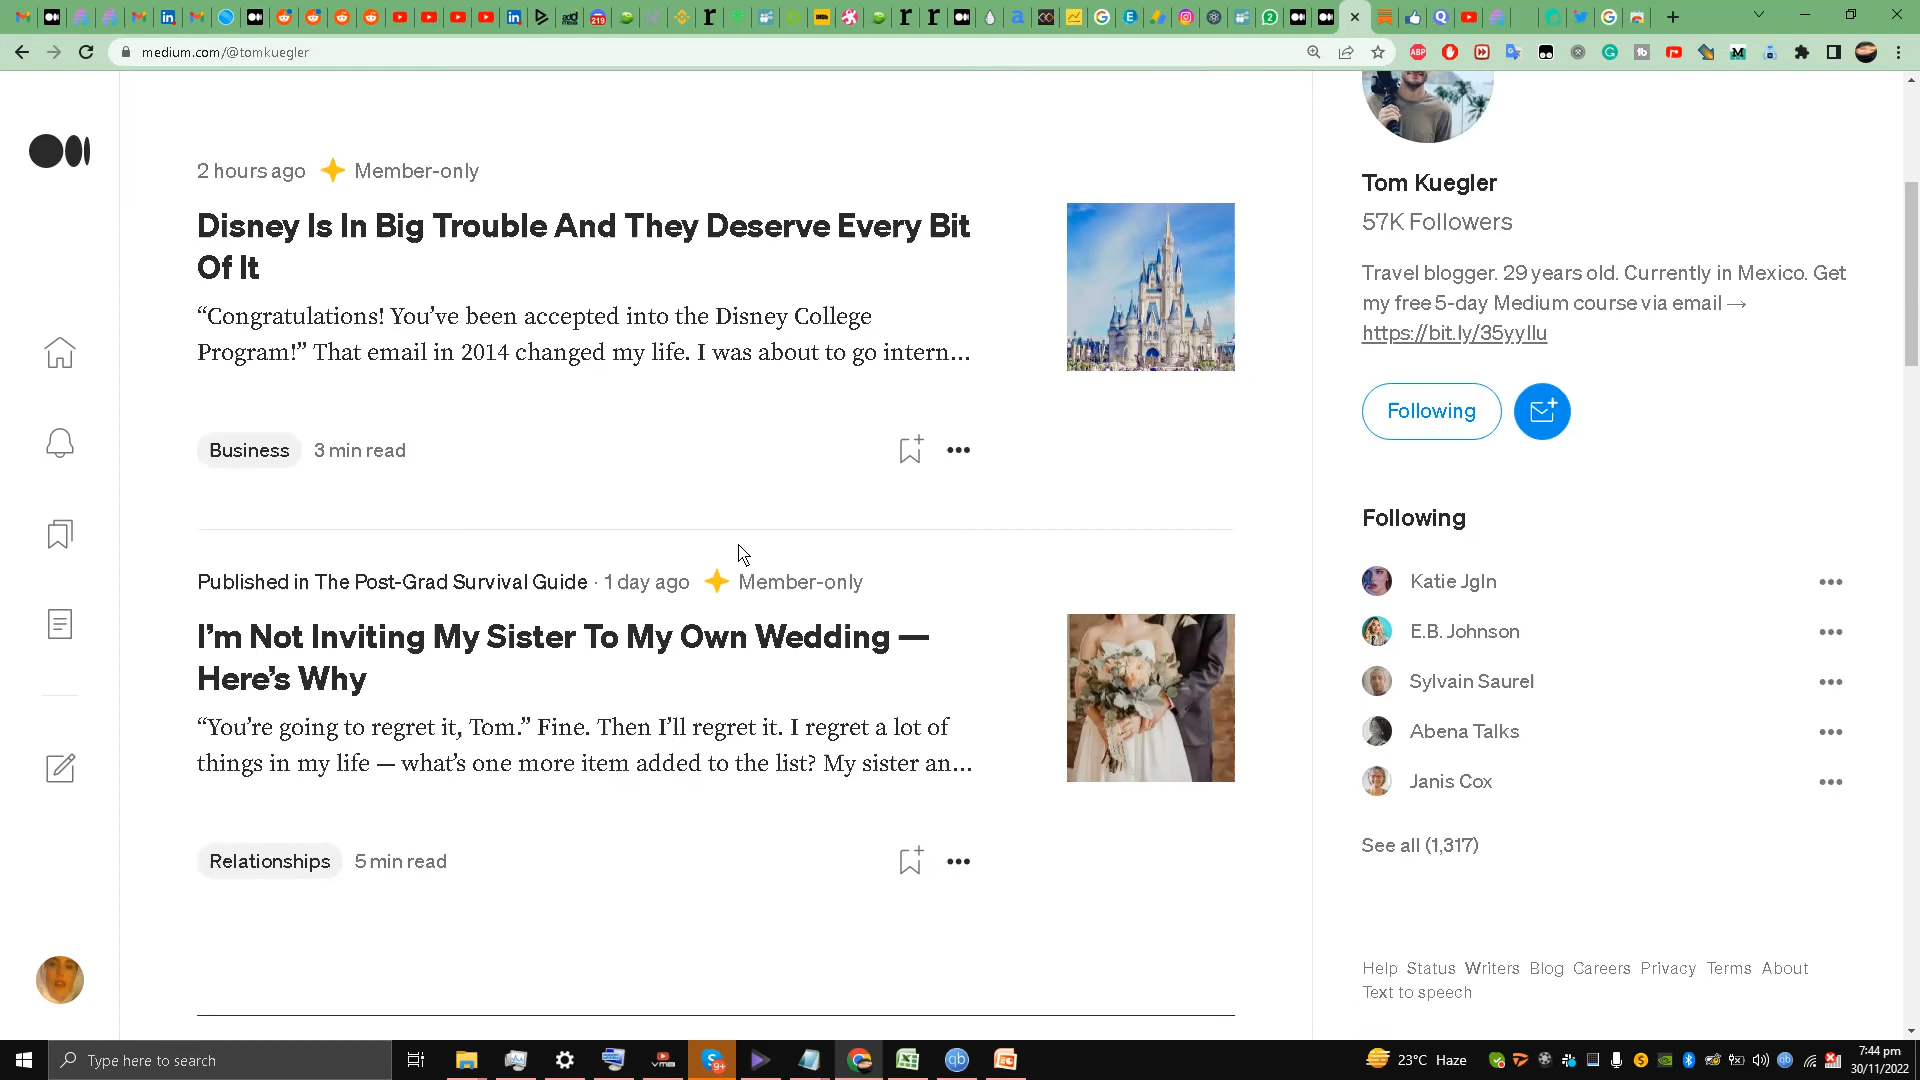 medium.com/@tomkuegler
2 hours ago Member-only
Disney Is In Big Trouble And They Deserve Every Bit
Of It
“Congratulations! You’ve been accepted into the Disney College
Program!” That email in 2014 changed my life. I was about to go intern...
Business 3 min read
Published in The Post-Grad Survival Guide · 1 day ago Member-only
I’m Not Inviting My Sister To My Own Wedding —
Here’s Why
“You’re going to regret it, Tom.” Fine. Then I’ll regret it. I regret a lot of
things in my life — what’s one more item added to the list? My sister an...
Relationships 5 min read
Tom Kuegler
57K Followers
Travel blogger. 29 years old. Currently in Mexico. Get
my free 5-day Medium course via email →
https://bit.ly/35yyIlu
Following
Following
Katie Jgln
E.B. Johnson
Sylvain Saurel
Abena Talks
Janis Cox
See all (1,317)
Help Status Writers Blog Careers Privacy Terms About
Text to speech
Type here to search
9+
23°C Haze
7:44 pm
30/11/2022